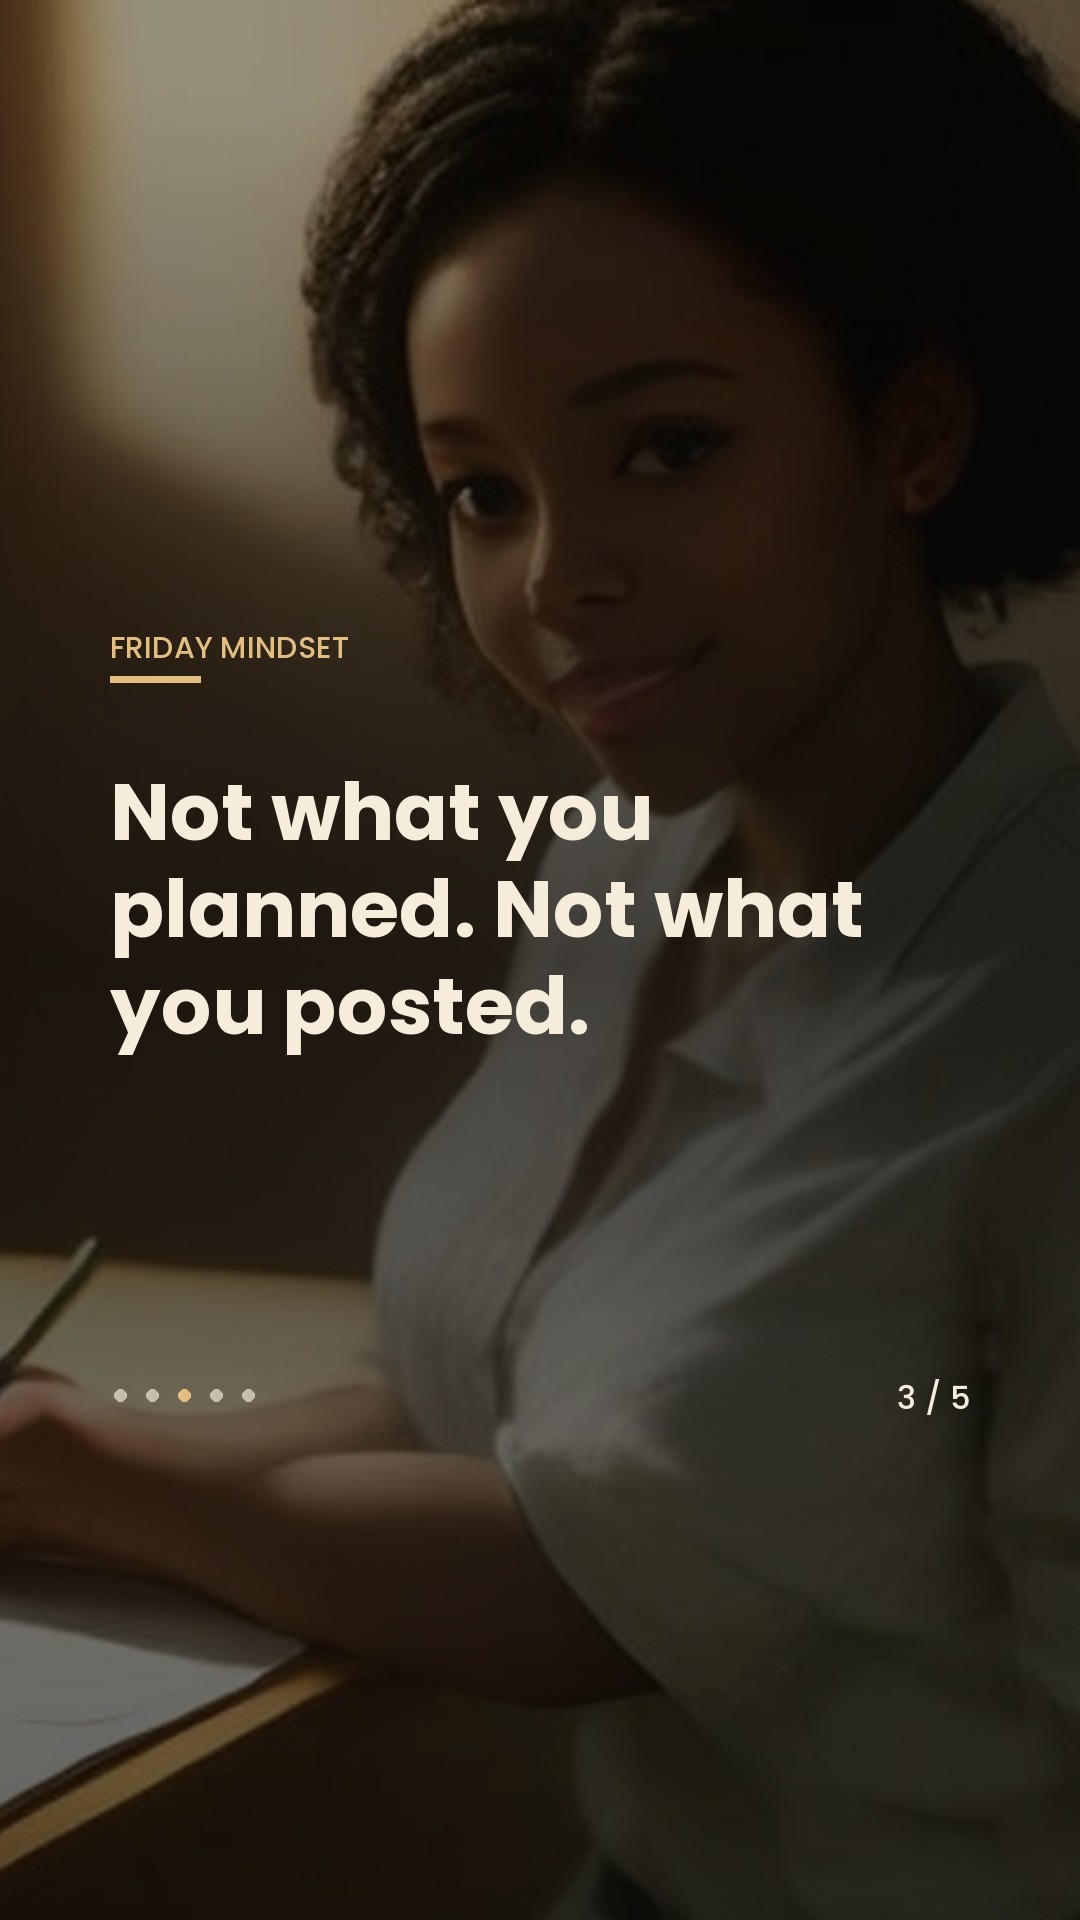 FRIDAY MINDSET
Not what you
planned. Not what
you posted.
3 / 5